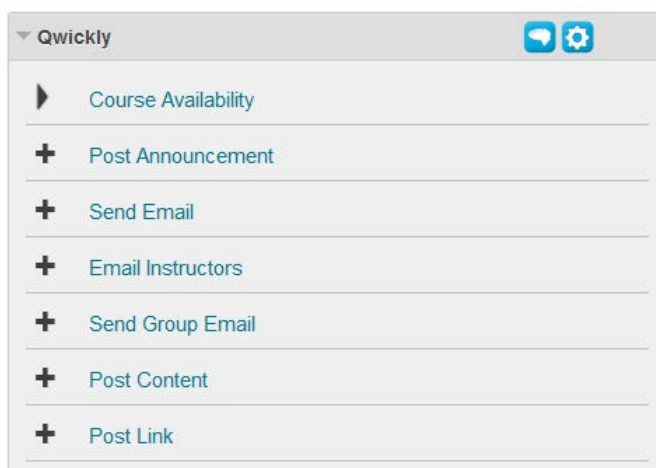 Qwickly
Course Availability
Post Announcement
Send Email
Email Instructors
Send Group Email
Post Content
Post Link